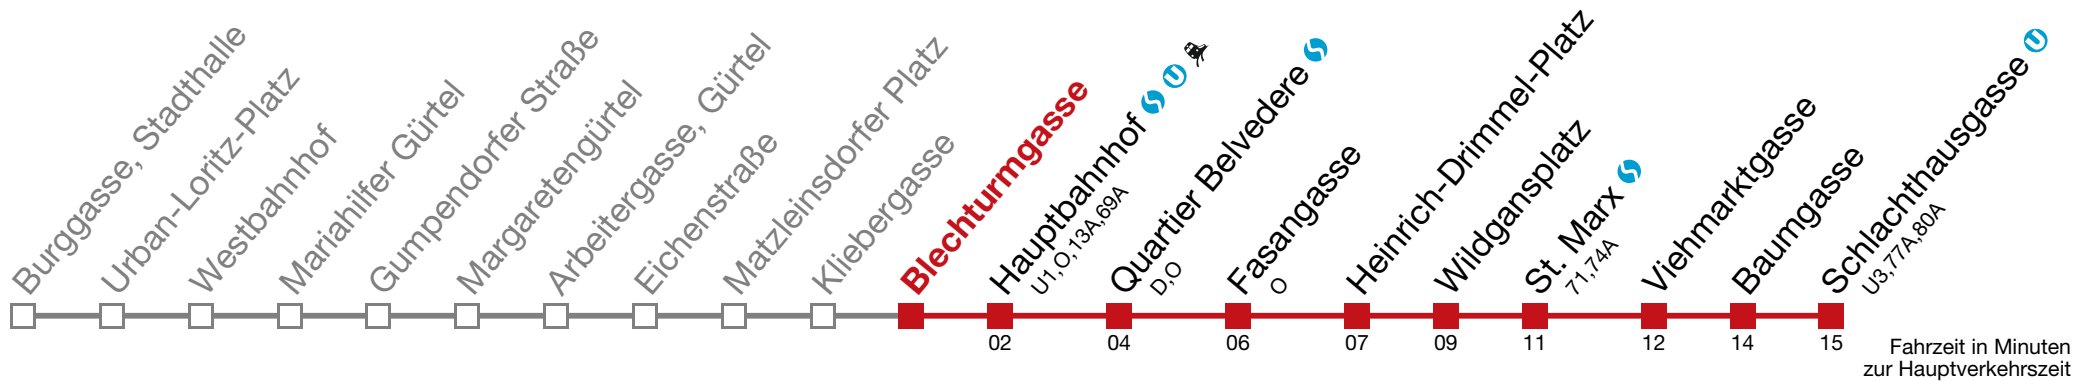 Burggasse, Stadthalle
Urban-Loritz-Platz
Westbahnhof
Mariahilfer Gürtel
Gumpendorfer Straße
Margaretengürtel
Arbeitergasse, Gürtel
Eichenstraße
Matzleinsdorfer Platz
Kliebergasse
Blechturmgasse
Hauptbahnhof S U
U1,O,13A,69A
Quartier Belvedere S
D,O
Fasangasse
O
Heinrich-Drimmel-Platz
Wildgansplatz
St. Marx S
71,74A
Viehmarktgasse
Baumgasse
Schlachthausgasse U
U3,77A,80A
02 04 06 07 09 11 12 14 15
Fahrzeit in Minuten
zur Hauptverkehrszeit